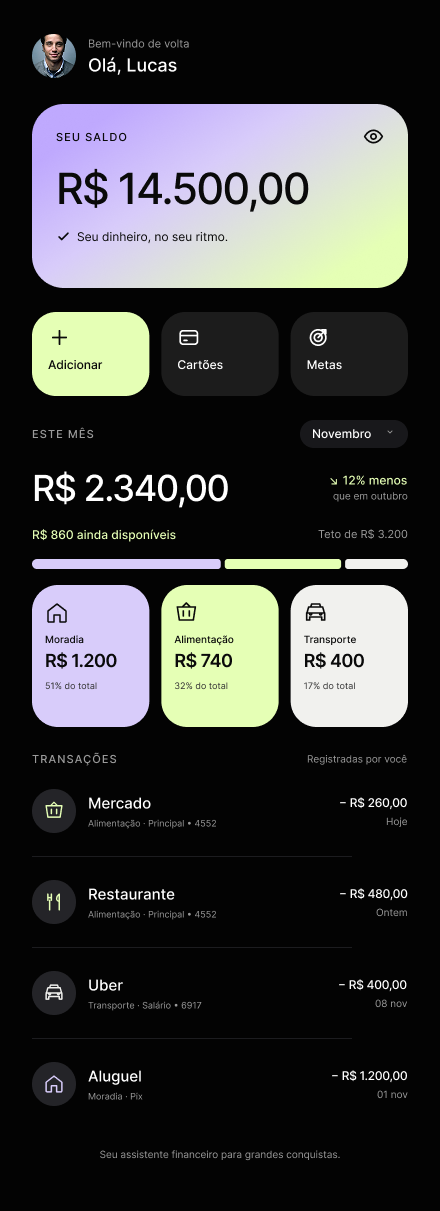 Bem-vindo de volta
Olá, Lucas
SEU SALDO
R$ 14.500,00
Seu dinheiro, no seu ritmo.
Adicionar
Cartões
Metas
ESTE MÊS
Novembro
R$ 2.340,00
↘ 12% menos
que em outubro
R$ 860 ainda disponíveis
Teto de R$ 3.200
Moradia
R$ 1.200
51% do total
Alimentação
R$ 740
32% do total
Transporte
R$ 400
17% do total
TRANSAÇÕES
Registradas por você
Mercado
− R$ 260,00
Alimentação · Principal • 4552
Hoje
Restaurante
− R$ 480,00
Alimentação · Principal • 4552
Ontem
Uber
− R$ 400,00
Transporte · Salário • 6917
08 nov
Aluguel
− R$ 1.200,00
Moradia · Pix
01 nov
Seu assistente financeiro para grandes conquistas.